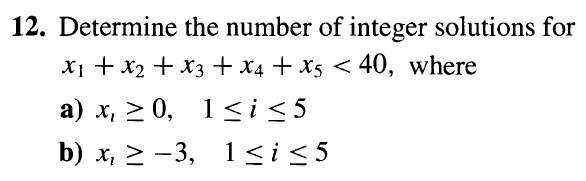 12. Determine the number of integer solutions for
x₁ + x₂ + x₃ + x₄ + x₅ < 40, where
a) xᵢ ≥ 0, 1 ≤ i ≤ 5
b) xᵢ ≥ −3, 1 ≤ i ≤ 5